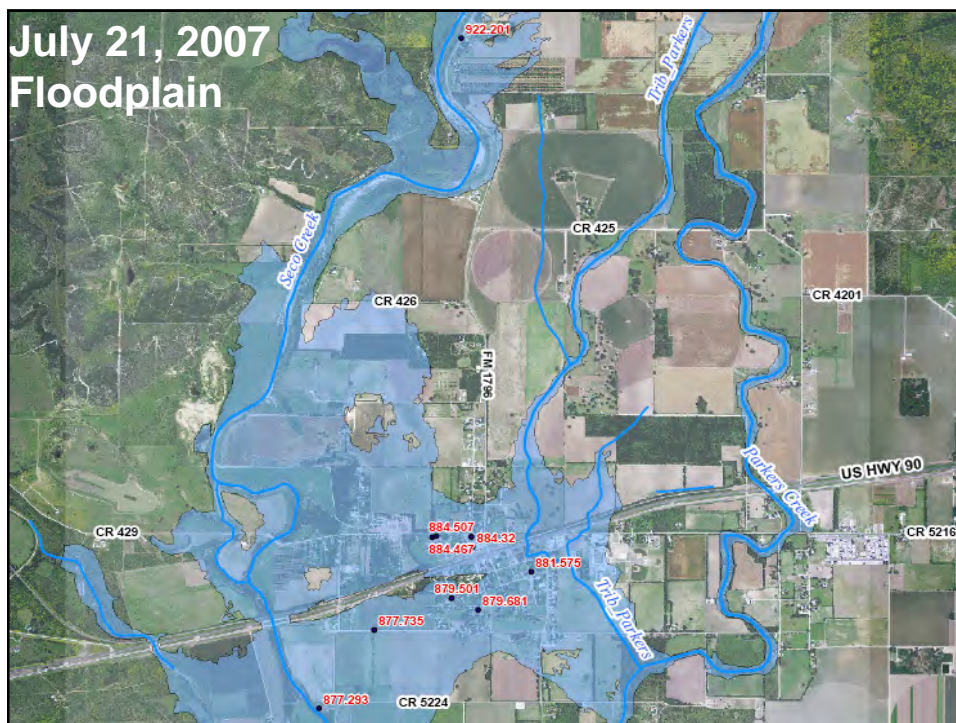 July 21, 2007
Floodplain
922.201
Trib_Parkers
Seco Creek
CR 425
CR 426
CR 4201
FM 1796
Parkers Creek
US HWY 90
CR 429
884.507
884.32
884.467
CR 5216
881.575
879.501
879.681
Trib_Parkers
877.735
877.293
CR 5224